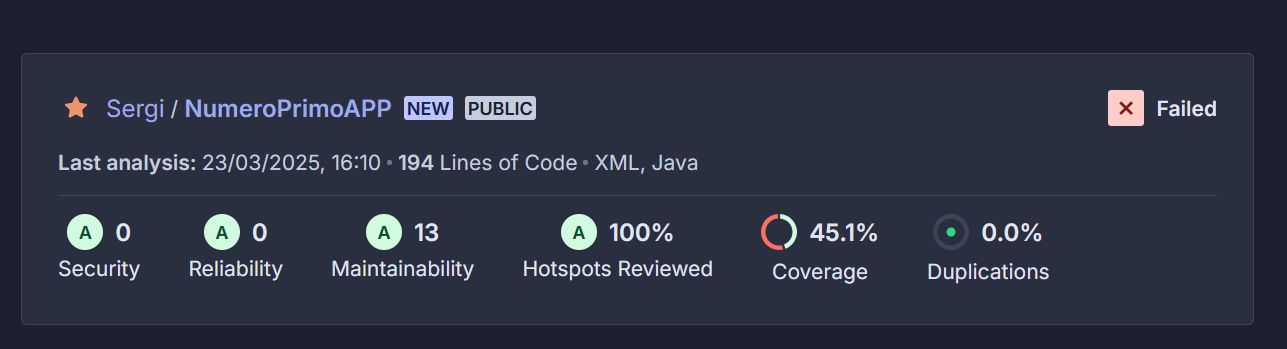 Sergi / NumeroPrimoAPP NEW PUBLIC
Failed
Last analysis: 23/03/2025, 16:10 • 194 Lines of Code • XML, Java
A 0 A 0 A 13 A 100% 45.1% 0.0%
Security Reliability Maintainability Hotspots Reviewed Coverage Duplications